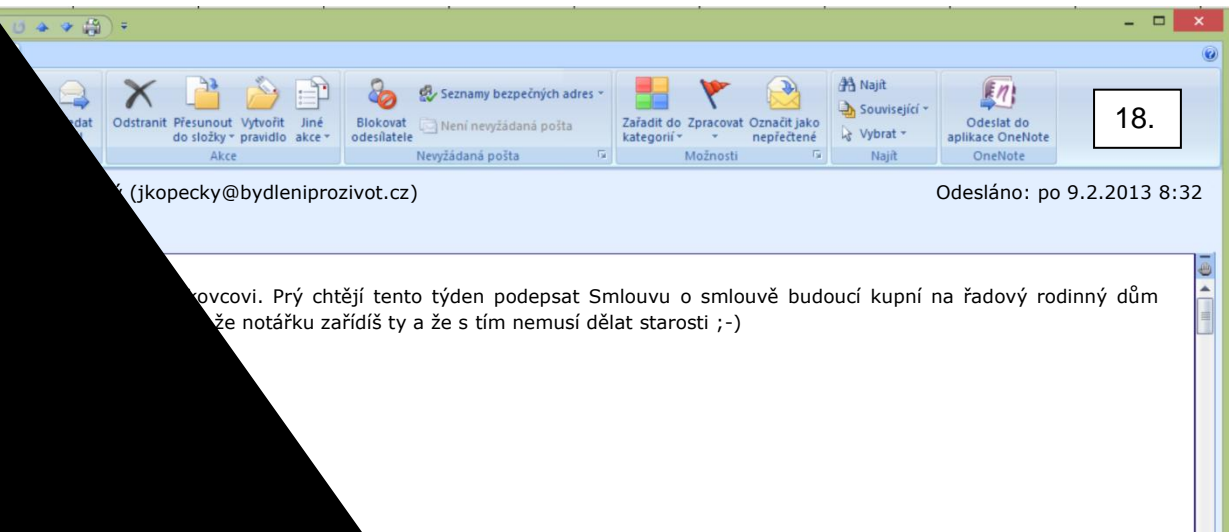 Odstranit Přesunout do složky Vytvořit pravidlo Jiné akce
Akce
Blokovat odesílatele
Seznamy bezpečných adres
Není nevyžádaná pošta
Nevyžádaná pošta
Zařadit do kategorií Zpracovat Označit jako nepřečtené
Možnosti
Najít
Související
Vybrat
Najít
Odeslat do aplikace OneNote
OneNote
18.
(jkopecky@bydleniprozivot.cz)
Odesláno: po 9.2.2013 8:32
Prý chtějí tento týden podepsat Smlouvu o smlouvě budoucí kupní na řadový rodinný dům
že notářku zařídíš ty a že s tím nemusí dělat starosti ;-)